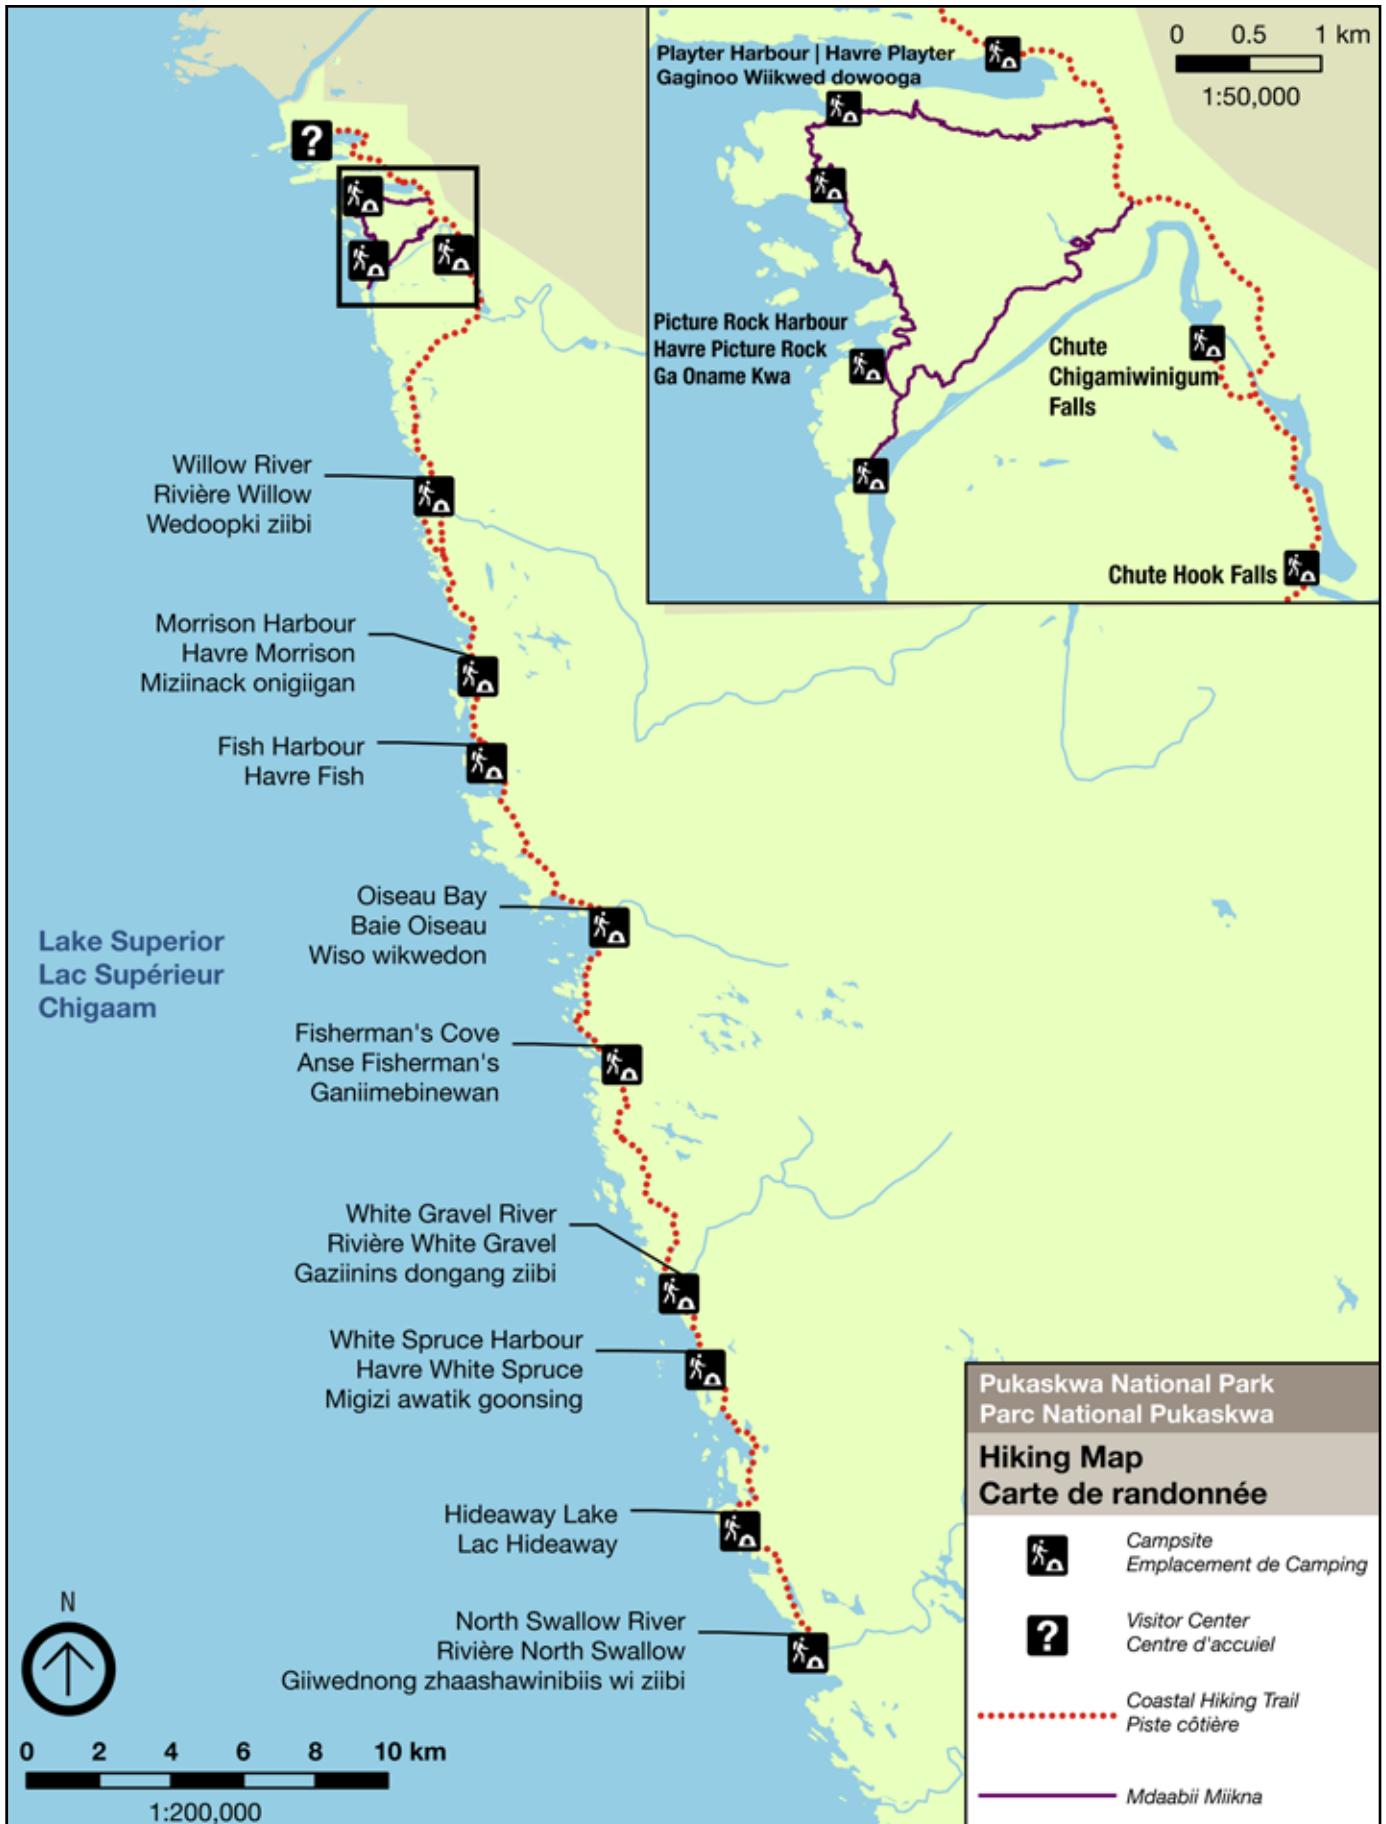 Playter Harbour | Havre Playter
Gaginoo Wiikwed dowooga
0 0.5 1 km
1:50,000
?
Picture Rock Harbour
Havre Picture Rock
Ga Oname Kwa
Chute
Chigamiwinigum
Falls
Chute Hook Falls
Willow River
Rivière Willow
Wedoopki ziibi
Morrison Harbour
Havre Morrison
Miziinack onigiigan
Fish Harbour
Havre Fish
Oiseau Bay
Baie Oiseau
Wiso wikwedon
Lake Superior
Lac Supérieur
Chigaam
Fisherman's Cove
Anse Fisherman's
Ganiimebinewan
White Gravel River
Rivière White Gravel
Gaziinins dongang ziibi
White Spruce Harbour
Havre White Spruce
Migizi awatik goonsing
Hideaway Lake
Lac Hideaway
North Swallow River
Rivière North Swallow
Giiwednong zhaashawinibiis wi ziibi
N
0 2 4 6 8 10 km
1:200,000
Pukaskwa National Park
Parc National Pukaskwa
Hiking Map
Carte de randonnée
Campsite
Emplacement de Camping
?
Visitor Center
Centre d'accuiel
Coastal Hiking Trail
Piste côtière
Mdaabii Miikna